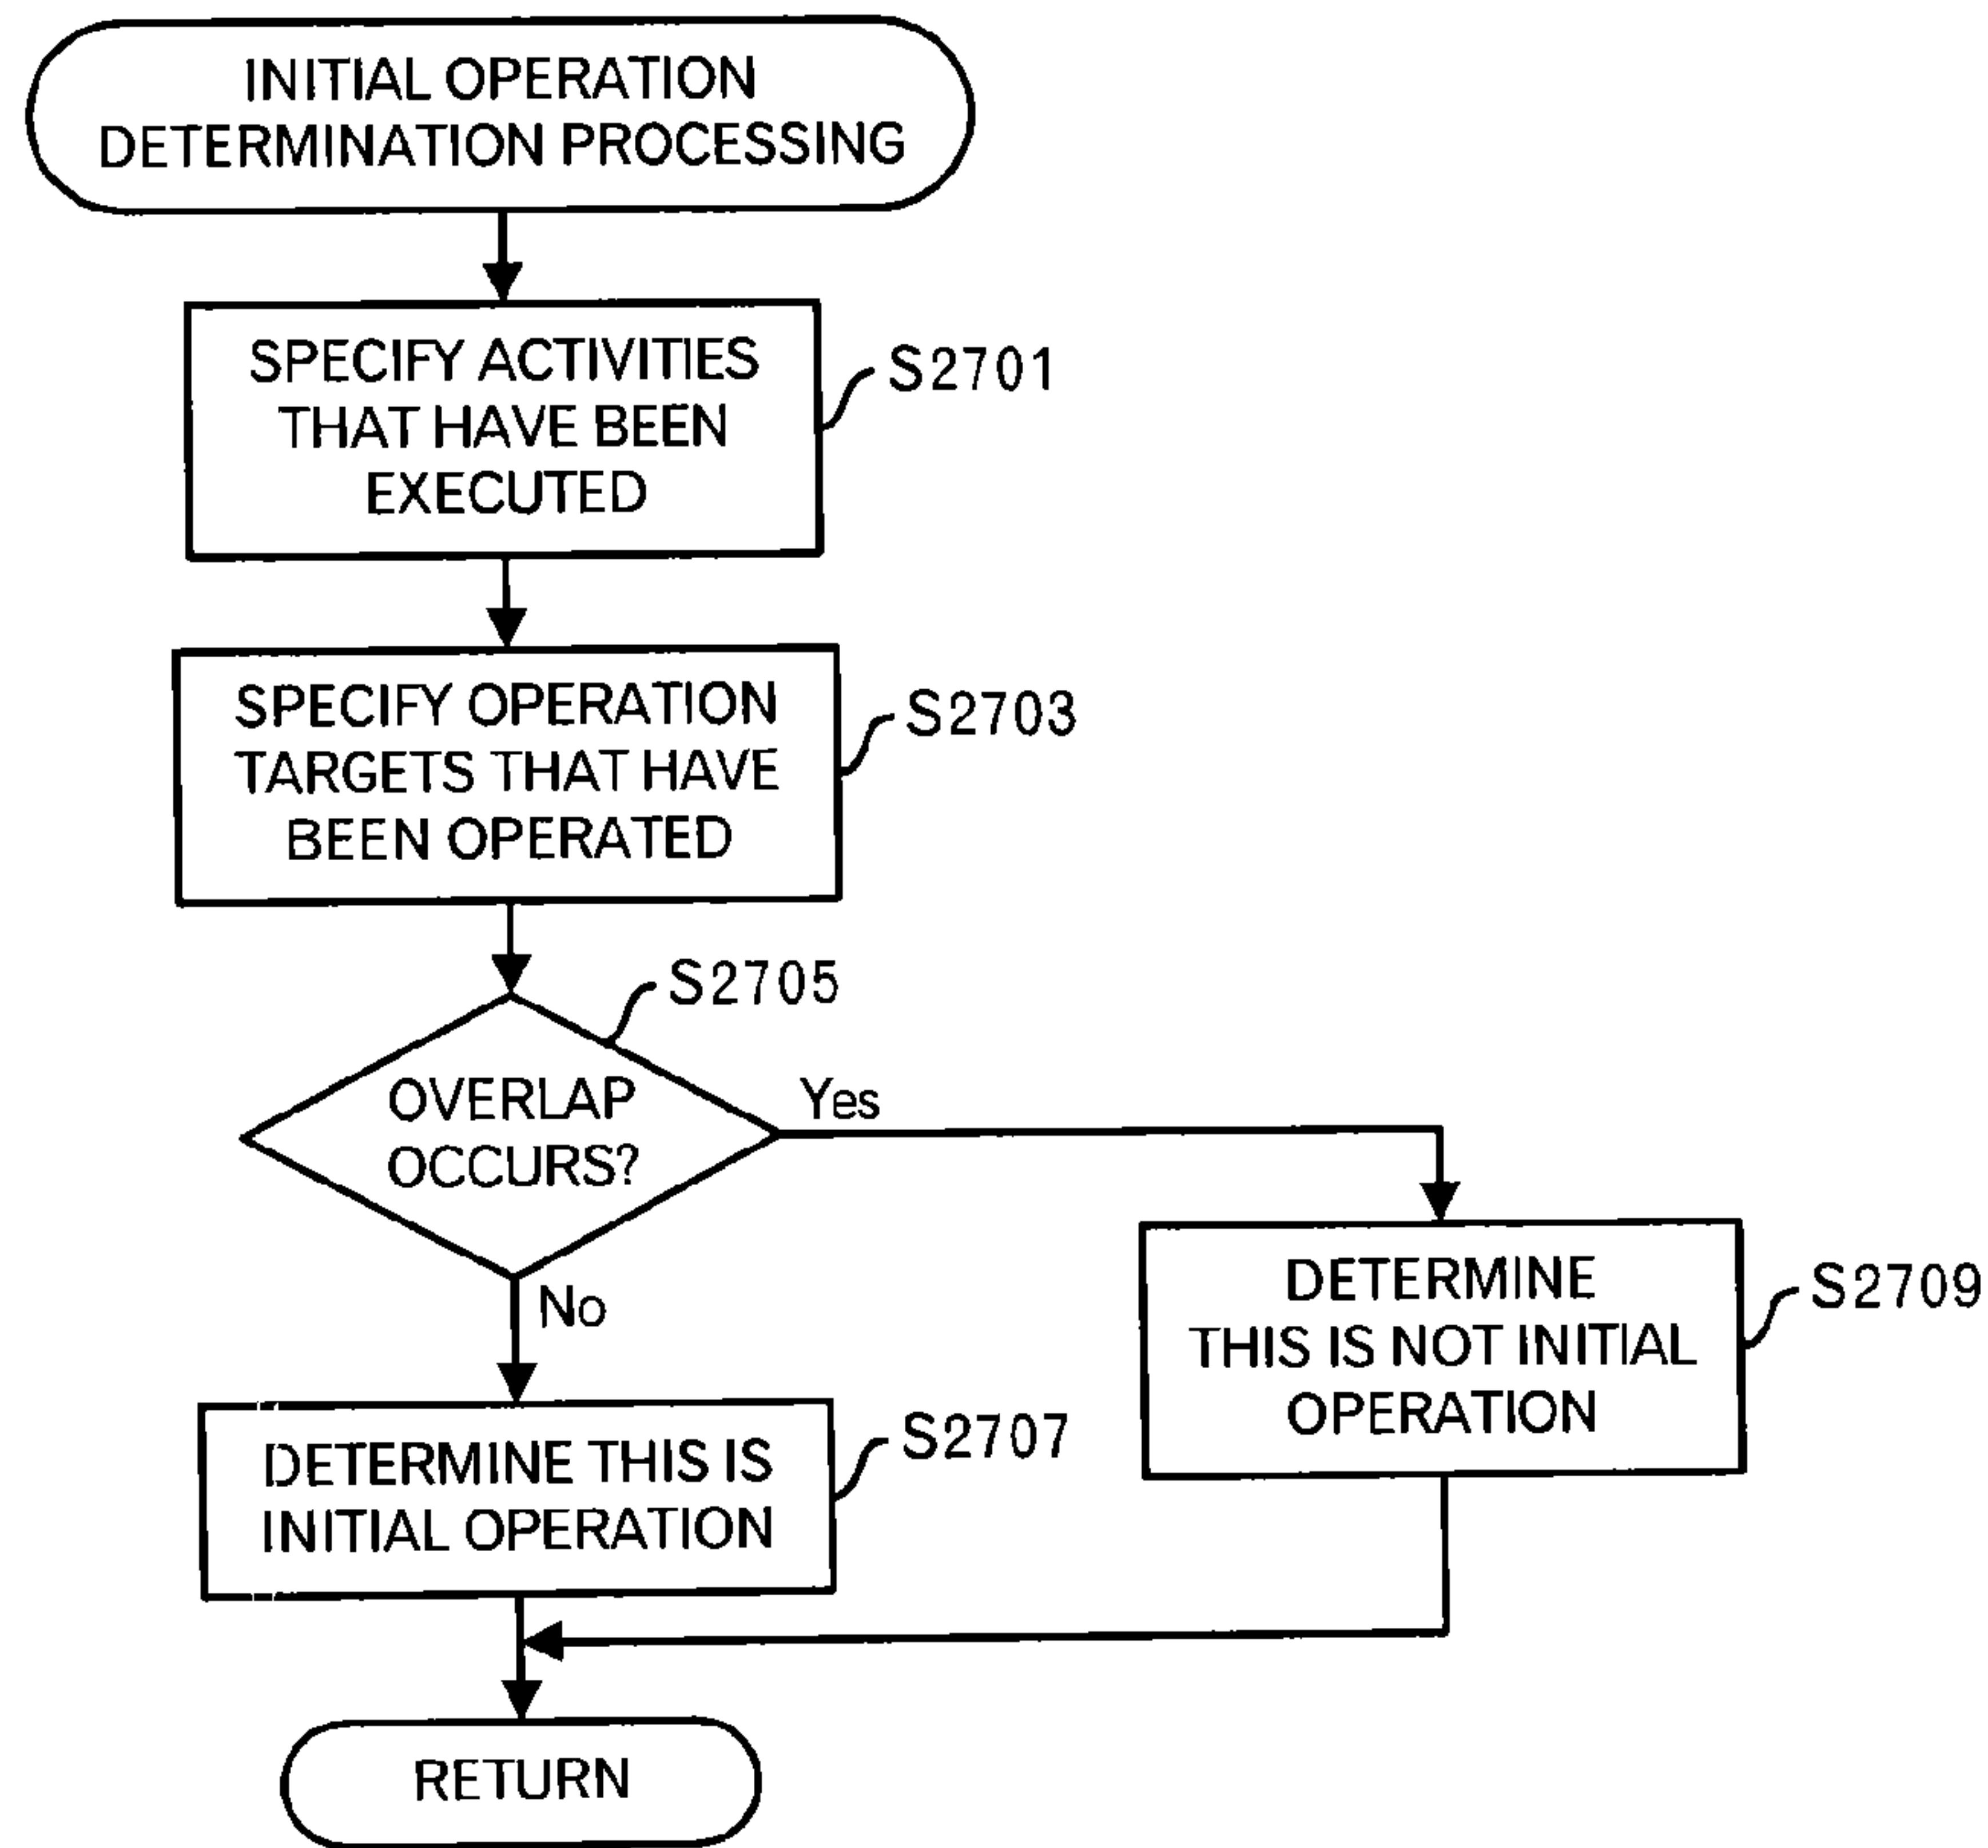 INITIAL OPERATION
DETERMINATION PROCESSING
SPECIFY ACTIVITIES
THAT HAVE BEEN
EXECUTED
S2701
SPECIFY OPERATION
TARGETS THAT HAVE
BEEN OPERATED
S2703
S2705
OVERLAP
OCCURS?
Yes
No
DETERMINE
THIS IS NOT INITIAL
OPERATION
S2709
DETERMINE THIS IS
INITIAL OPERATION
S2707
RETURN